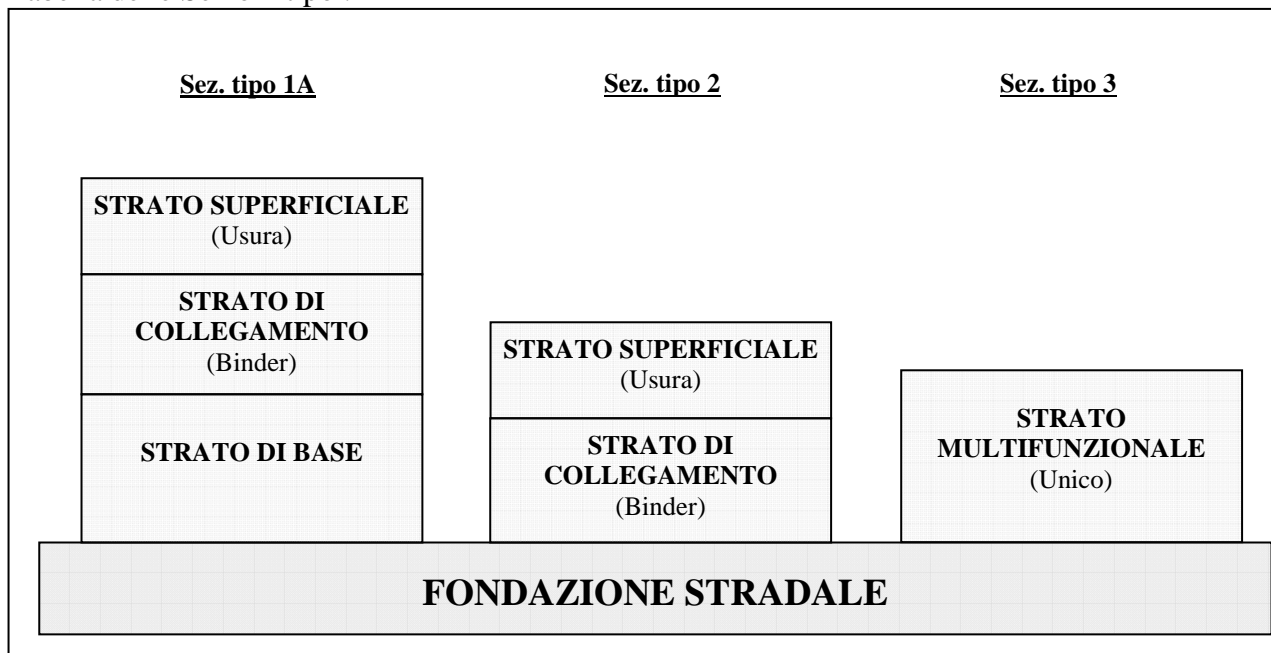 Sez. tipo 1A
Sez. tipo 2
Sez. tipo 3
STRATO SUPERFICIALE
(Usura)
STRATO DI
COLLEGAMENTO
(Binder)
STRATO DI BASE
STRATO SUPERFICIALE
(Usura)
STRATO DI
COLLEGAMENTO
(Binder)
STRATO
MULTIFUNZIONALE
(Unico)
FONDAZIONE STRADALE